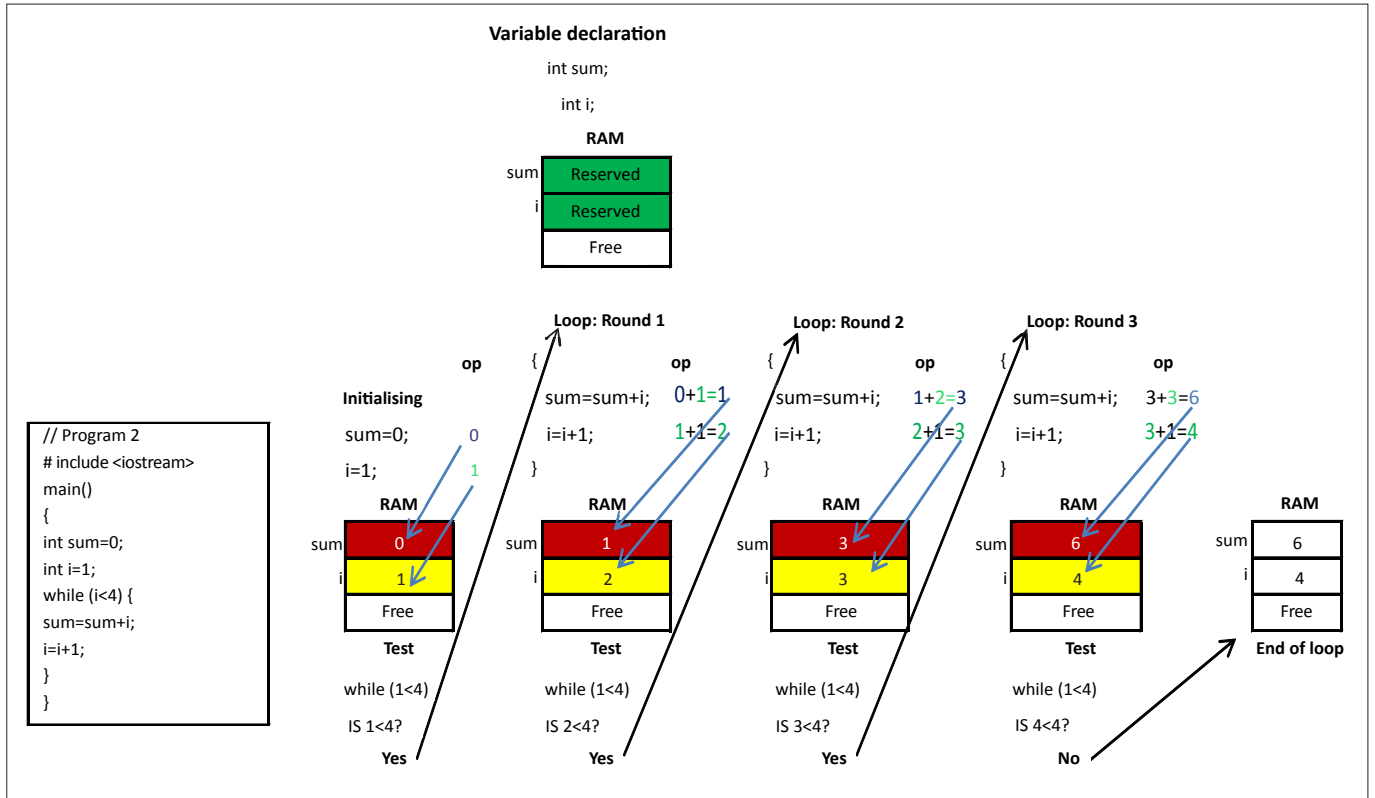 Variable declaration
int sum;
int i;
RAM
sum Reserved
i Reserved
Free
// Program 2
# include <iostream>
main()
{
int sum=0;
int i=1;
while (i<4) {
sum=sum+i;
i=i+1;
}
}
op
Initialising
sum=0; 0
i=1; 1
RAM
sum 0
i 1
Free
Test
while (1<4)
IS 1<4?
Yes
Loop: Round 1
{ op
sum=sum+i; 0+1=1
i=i+1; 1+1=2
}
RAM
sum 1
i 2
Free
Test
while (1<4)
IS 2<4?
Yes
Loop: Round 2
{ op
sum=sum+i; 1+2=3
i=i+1; 2+1=3
}
RAM
sum 3
i 3
Free
Test
while (1<4)
IS 3<4?
Yes
Loop: Round 3
{ op
sum=sum+i; 3+3=6
i=i+1; 3+1=4
}
RAM
sum 6
i 4
Free
Test
while (1<4)
IS 4<4?
No
RAM
sum 6
i 4
Free
End of loop